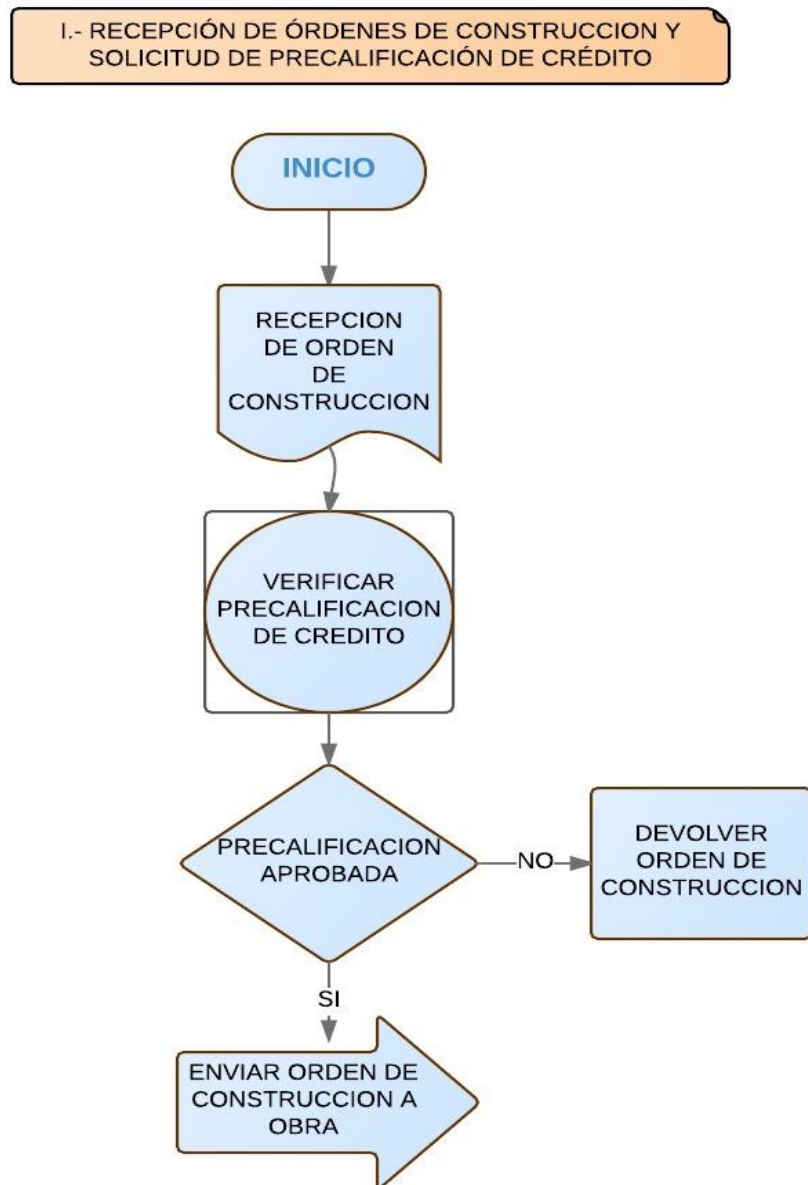 I.- RECEPCIÓN DE ÓRDENES DE CONSTRUCCION Y
SOLICITUD DE PRECALIFICACIÓN DE CRÉDITO
INICIO
RECEPCION
DE ORDEN
DE
CONSTRUCCION
VERIFICAR
PRECALIFICACION
DE CREDITO
PRECALIFICACION
APROBADA
NO
DEVOLVER
ORDEN DE
CONSTRUCCION
SI
ENVIAR ORDEN DE
CONSTRUCCION A
OBRA